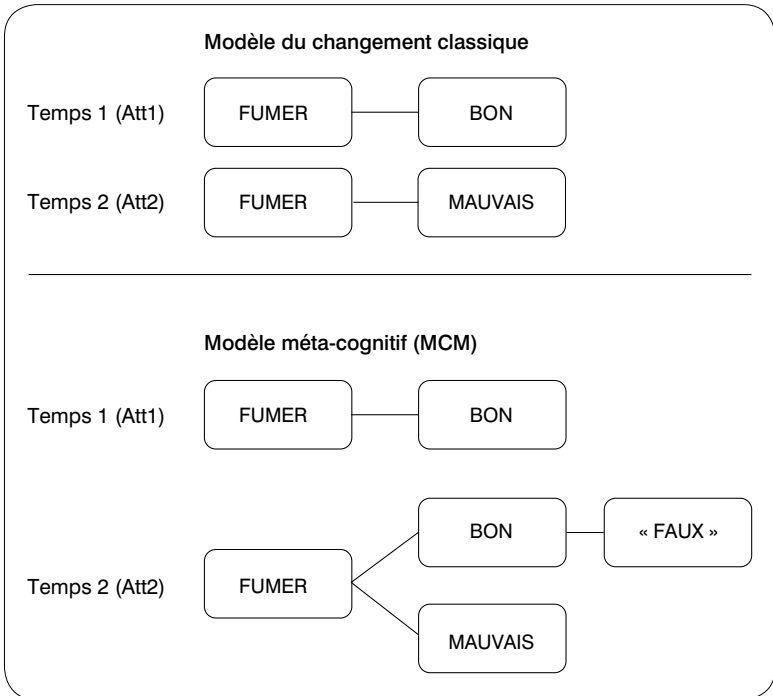 Modèle du changement classique
Temps 1 (Att1) FUMER BON
Temps 2 (Att2) FUMER MAUVAIS
Modèle méta-cognitif (MCM)
Temps 1 (Att1) FUMER BON
BON « FAUX »
Temps 2 (Att2) FUMER
MAUVAIS